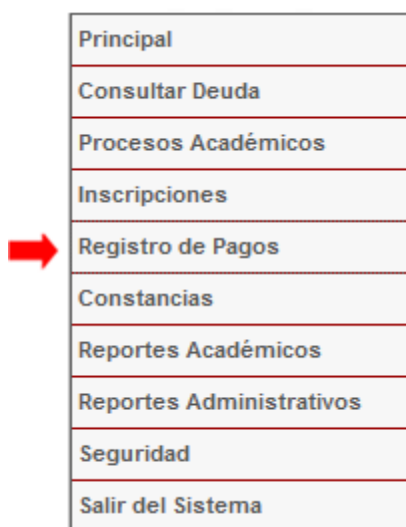 Principal
Consultar Deuda
Procesos Académicos
Inscripciones
Registro de Pagos
Constancias
Reportes Académicos
Reportes Administrativos
Seguridad
Salir del Sistema